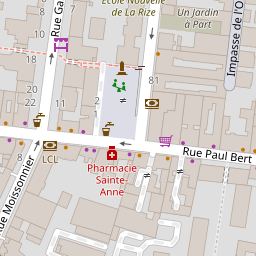 École Nouvelle
de La Rize
Un Jardin
à Part
Impasse de l'O
Rue Ga
81
20
22
18
2
11
Rue Paul Bert
LCL
Pharmacie
Sainte-
Anne
Rue Moissonnier